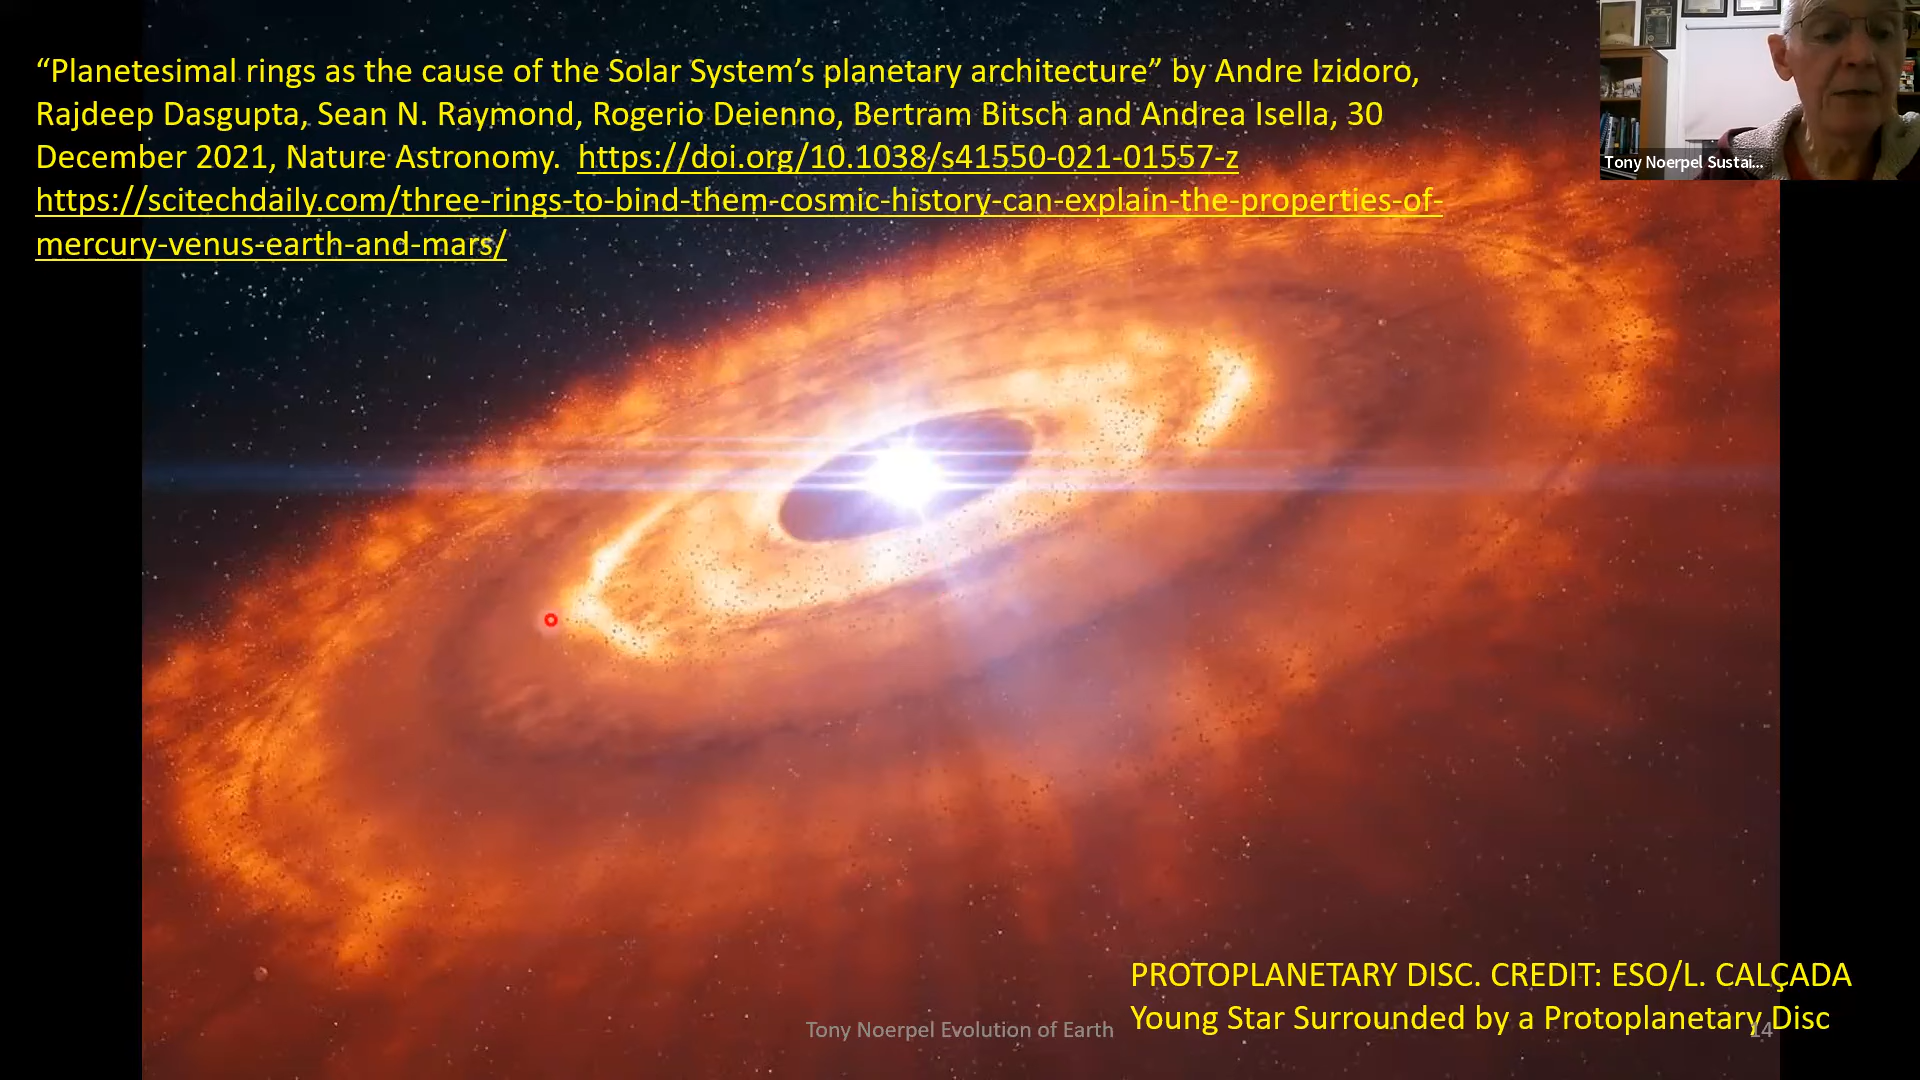 “Planetesimal rings as the cause of the Solar System’s planetary architecture” by Andre Izidoro,
Rajdeep Dasgupta, Sean N. Raymond, Rogerio Deienno, Bertram Bitsch and Andrea Isella, 30
December 2021, Nature Astronomy.  https://doi.org/10.1038/s41550-021-01557-z
https://scitechdaily.com/three-rings-to-bind-them-cosmic-history-can-explain-the-properties-of-
mercury-venus-earth-and-mars/
Tony Noerpel Sustai...
PROTOPLANETARY DISC. CREDIT: ESO/L. CALÇADA
Young Star Surrounded by a Protoplanetary Disc
Tony Noerpel Evolution of Earth
14